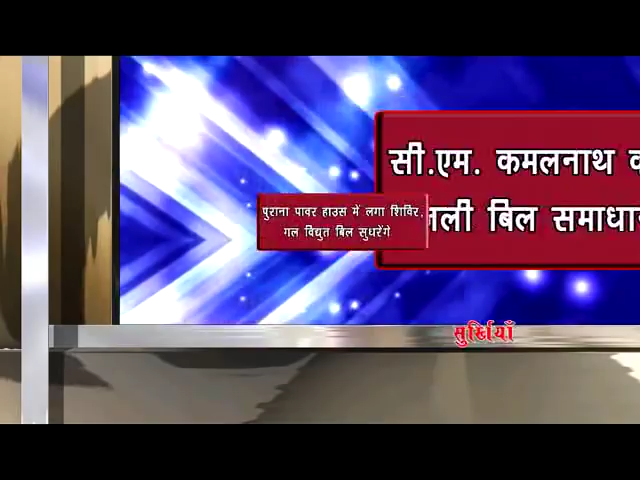 सी.एम. कमलनाथ
बिल समाधा
पुराना पावर हाउस में लगा शिविर,
गल विद्युत बिल सुधरेंगे
सुर्खियाँ